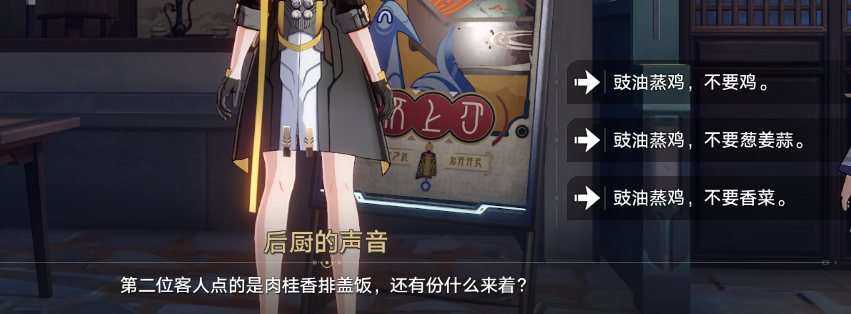 豉油蒸鸡，不要鸡。
豉油蒸鸡，不要葱姜蒜。
豉油蒸鸡，不要香菜。
后厨的声音
第二位客人点的是肉桂香排盖饭，还有份什么来着？